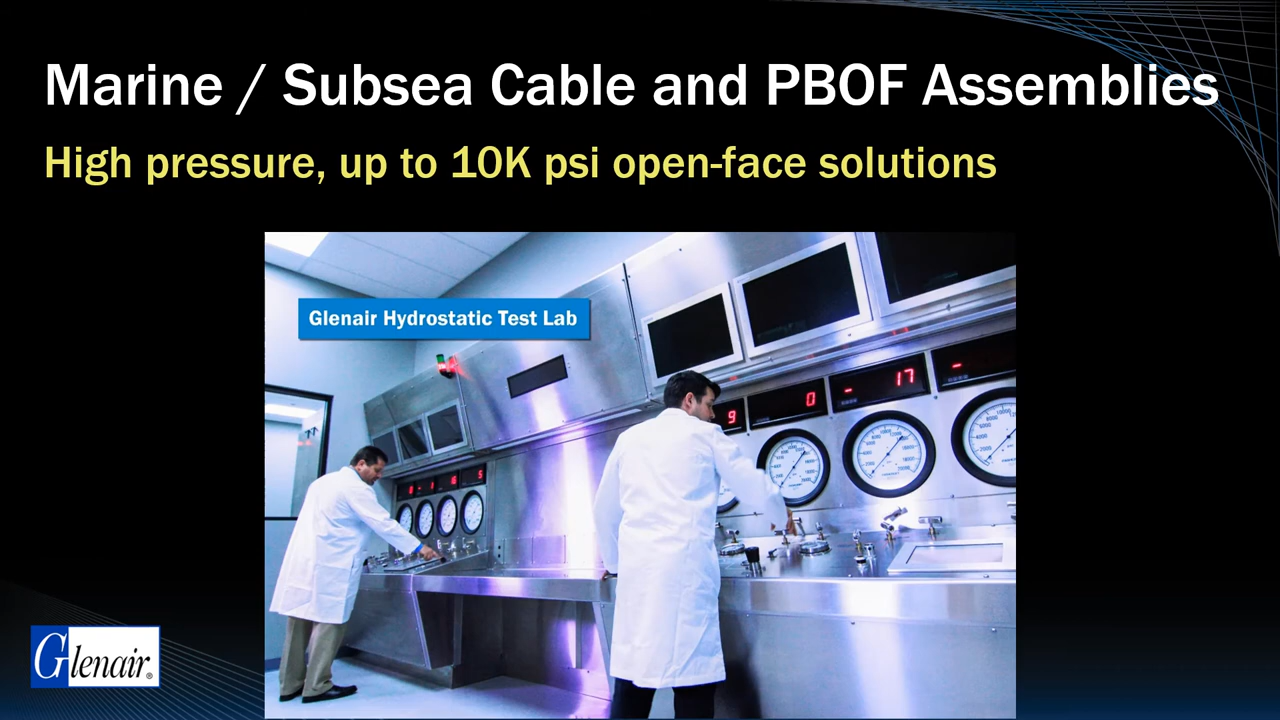 Marine / Subsea Cable and PBOF Assemblies
High pressure, up to 10K psi open-face solutions
Glenair Hydrostatic Test Lab
9
0
- 17
-
Glenair®